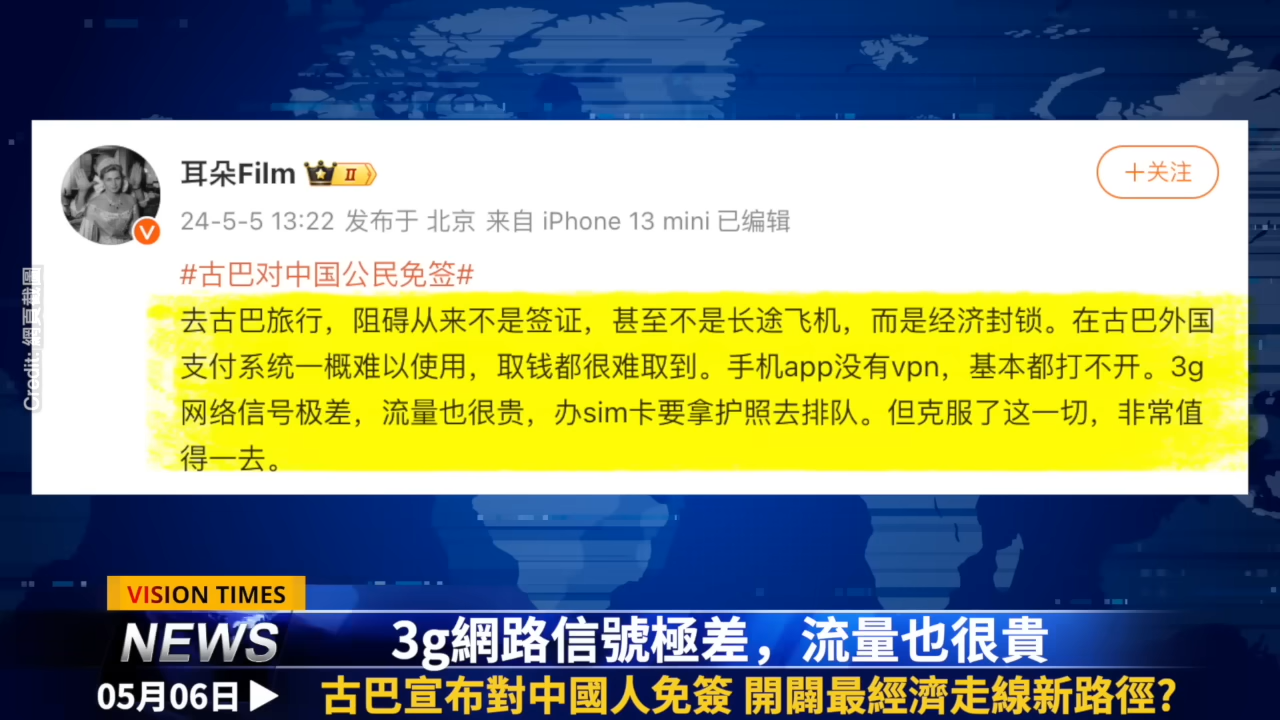 耳朵Film
II
+关注
24-5-5 13:22 发布于 北京 来自 iPhone 13 mini 已编辑
#古巴对中国公民免签#
去古巴旅行，阻碍从来不是签证，甚至不是长途飞机，而是经济封锁。在古巴外国
支付系统一概难以使用，取钱都很难取到。手机app没有vpn，基本都打不开。3g
网络信号极差，流量也很贵，办sim卡要拿护照去排队。但克服了这一切，非常值
得一去。
Credit: 網頁截圖
VISION TIMES
NEWS
3g網路信號極差，流量也很貴
05月06日
古巴宣布對中國人免簽 開闢最經濟走線新路徑?